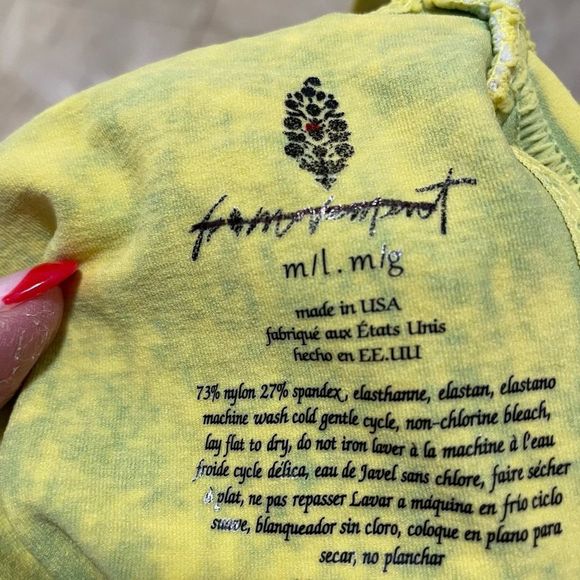 fp movement
m/l . m/g
made in USA
fabriqué aux États Unis
hecho en EE.UU
73% nylon 27% spandex, elasthanne, elastan, elastano
machine wash cold gentle cycle, non-chlorine bleach,
lay flat to dry, do not iron laver à la machine à l'eau
froide cycle délica, eau de Javel sans chlore, faire sécher
à plat, ne pas repasser Lavar a máquina en frío ciclo
suave, blanqueador sin cloro, coloque en plano para
secar, no planchar